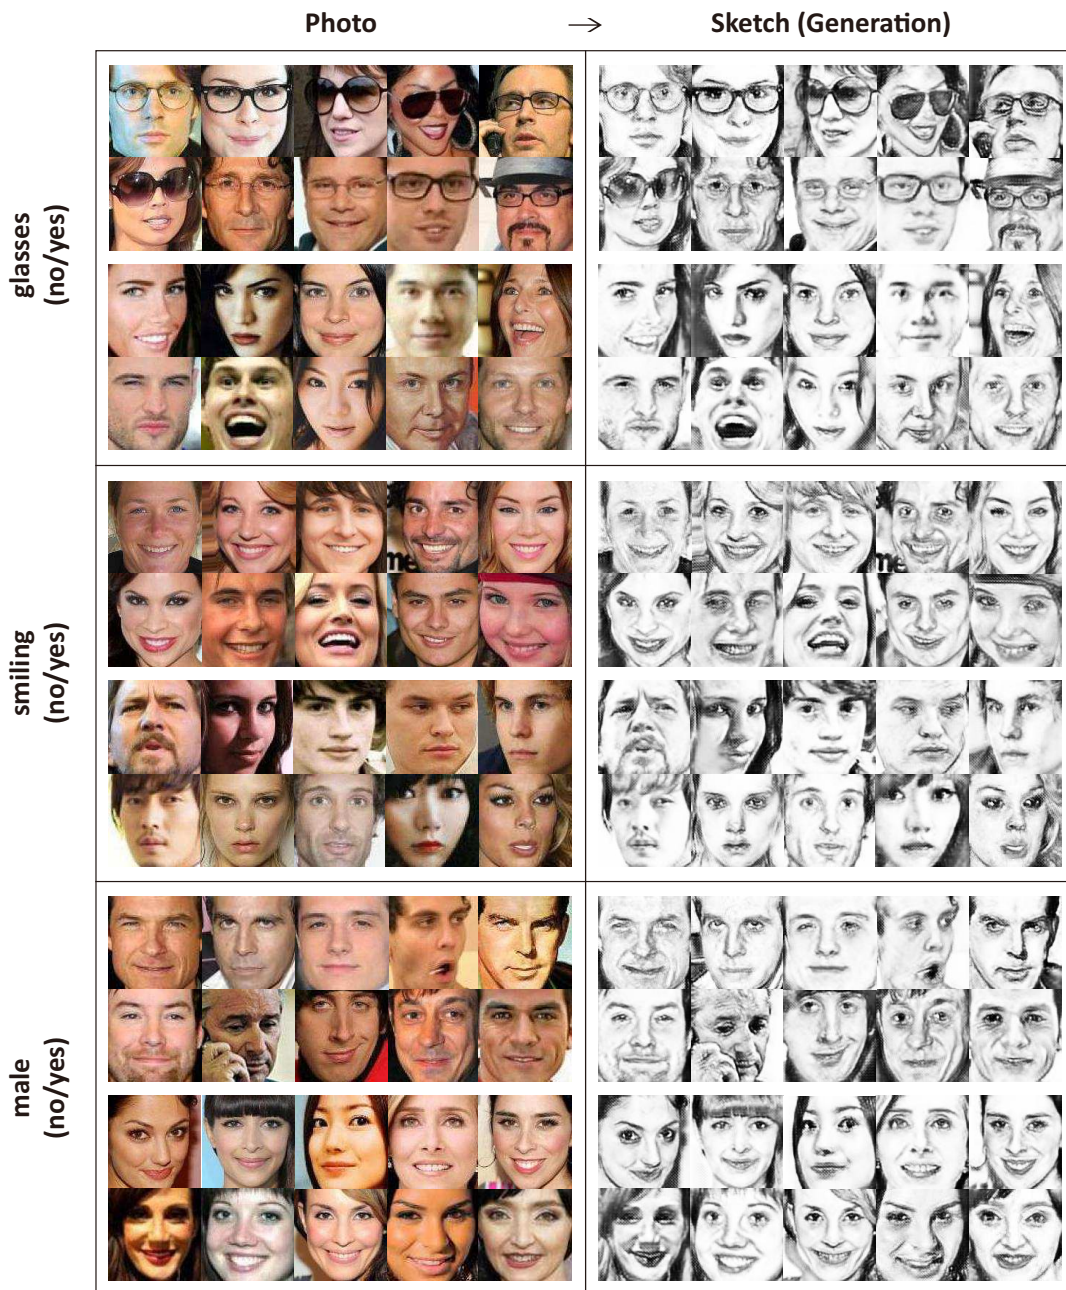 Photo → Sketch (Generation)
glasses
(no/yes)
smiling
(no/yes)
male
(no/yes)